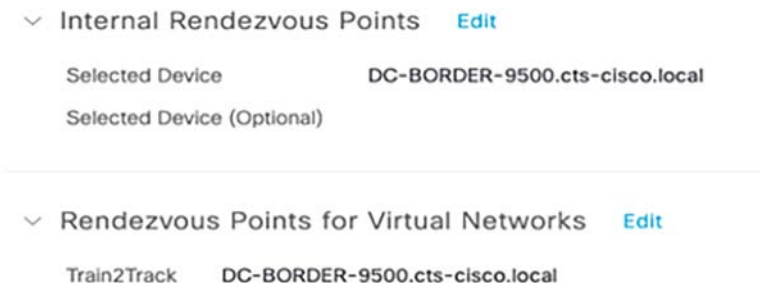 Internal Rendezvous Points Edit
Selected Device DC-BORDER-9500.cts-cisco.local
Selected Device (Optional)
Rendezvous Points for Virtual Networks Edit
Train2Track DC-BORDER-9500.cts-cisco.local